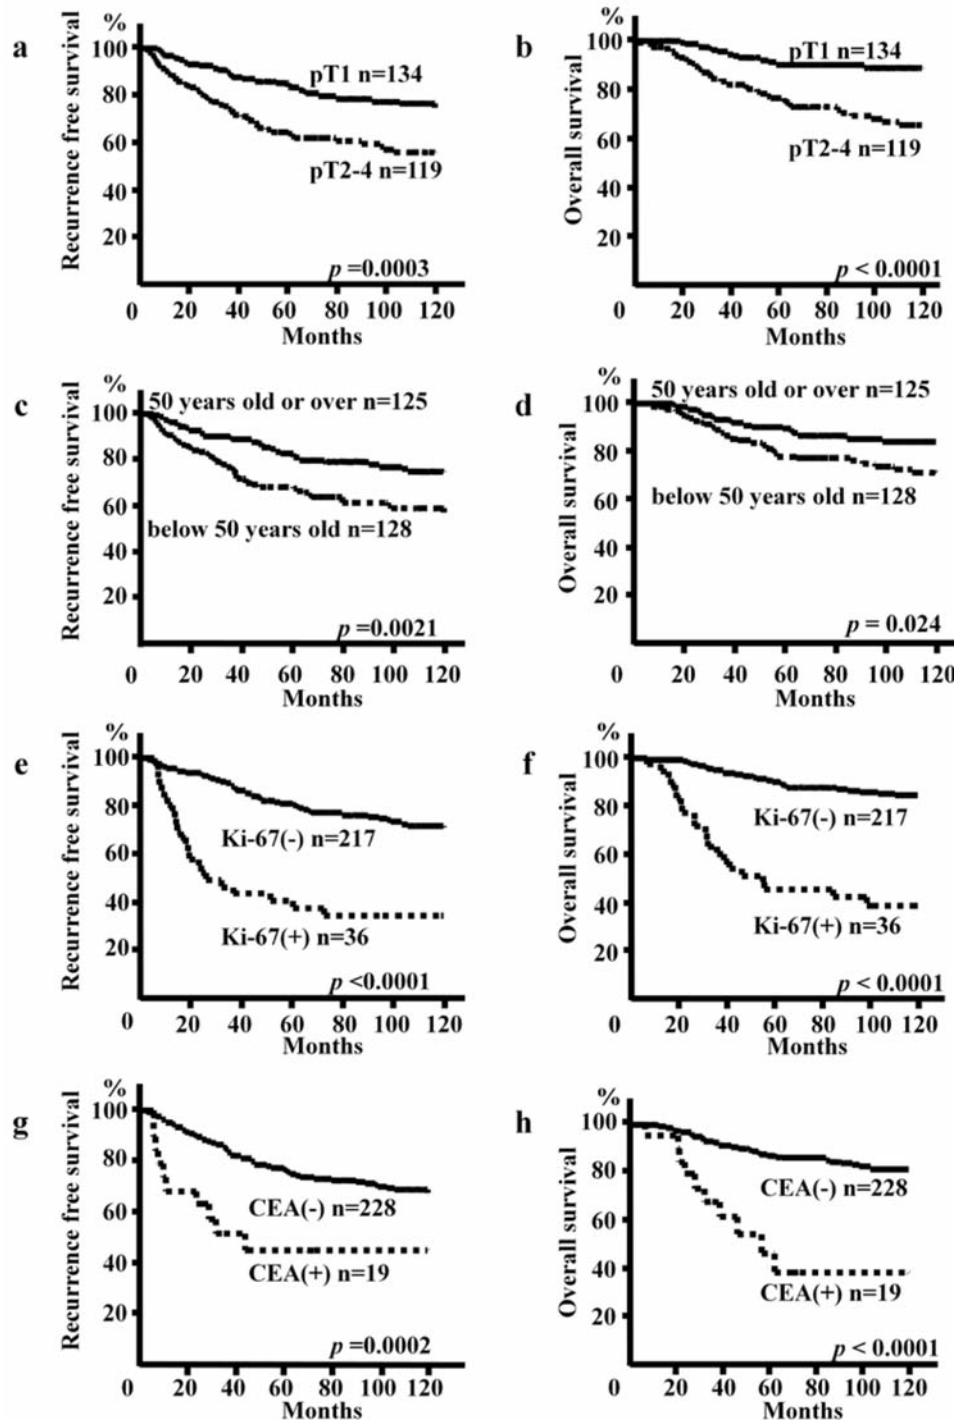 a
%
Recurrence free survival
100
80
60
40
20
0
pT1 n=134
pT2-4 n=119
p =0.0003
20 40 60 80 100 120
Months
b
%
Overall survival
100
80
60
40
20
0
pT1 n=134
pT2-4 n=119
p < 0.0001
20 40 60 80 100 120
Months
c
%
Recurrence free survival
100
80
60
40
20
0
50 years old or over n=125
below 50 years old n=128
p =0.0021
20 40 60 80 100 120
Months
d
%
Overall survival
100
80
60
40
20
0
50 years old or over n=125
below 50 years old n=128
p = 0.024
20 40 60 80 100 120
Months
e
%
Recurrence free survival
100
80
60
40
20
0
Ki-67(-) n=217
Ki-67(+) n=36
p <0.0001
20 40 60 80 100 120
Months
f
%
Overall survival
100
80
60
40
20
0
Ki-67(-) n=217
Ki-67(+) n=36
p < 0.0001
20 40 60 80 100 120
Months
g
%
Recurrence free survival
100
80
60
40
20
0
CEA(-) n=228
CEA(+) n=19
p =0.0002
20 40 60 80 100 120
Months
h
%
Overall survival
100
80
60
40
20
0
CEA(-) n=228
CEA(+) n=19
p < 0.0001
20 40 60 80 100 120
Months